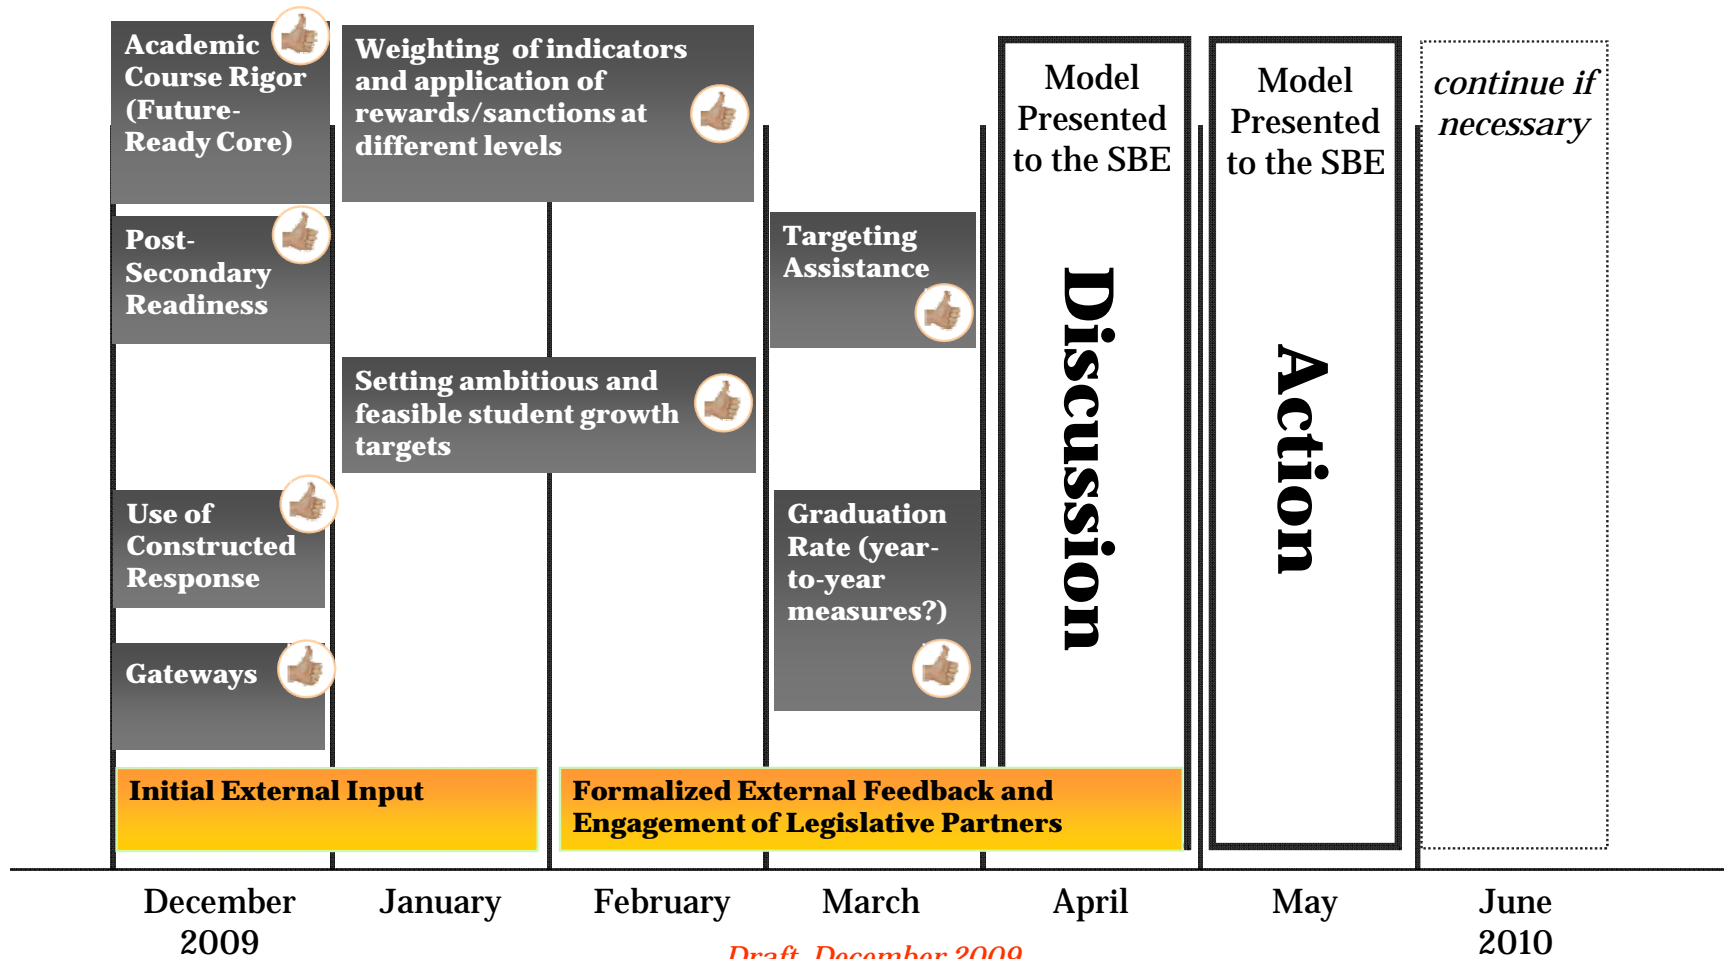 Academic
Course Rigor
(Future-
Ready Core)
Weighting of indicators
and application of
rewards/sanctions at
different levels
Model
Presented
to the SBE
Model
Presented
to the SBE
continue if
necessary
Post-
Secondary
Readiness
Targeting
Assistance
Discussion
Action
Setting ambitious and
feasible student growth
targets
Use of
Constructed
Response
Graduation
Rate (year-
to-year
measures?)
Gateways
Initial External Input
Formalized External Feedback and
Engagement of Legislative Partners
December
2009
January
February
March
April
May
June
2010
Draft December 2009